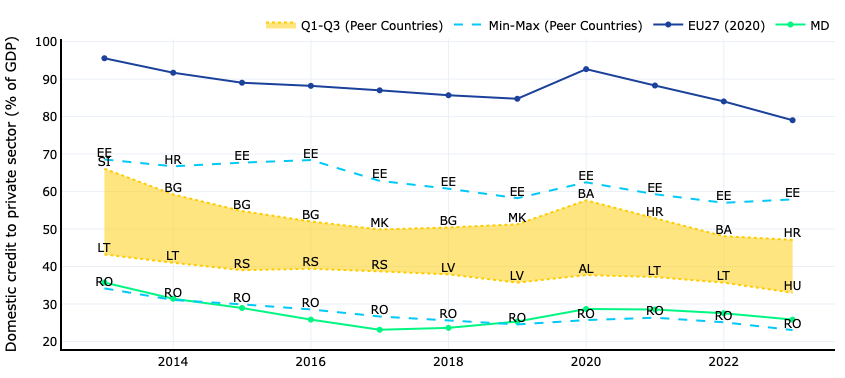 Q1-Q3 (Peer Countries) Min-Max (Peer Countries) EU27 (2020) MD
Domestic credit to private sector (% of GDP)
100
90
80
70
60
50
40
30
20
EE HR EE EE EE EE EE EE EE EE EE
SI BG BG BG MK BG MK BA HR BA HR
LT LT RS RS RS LV LV AL LT LT HU
RO RO RO RO RO RO RO RO RO RO RO
2014 2016 2018 2020 2022